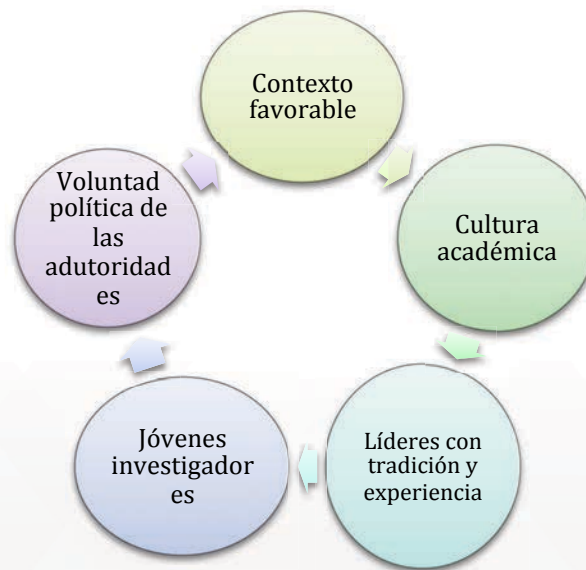 Contexto
favorable
Cultura
académica
Líderes con
tradición y
experiencia
Jóvenes
investigador
es
Voluntad
política de
las
adutoridad
es